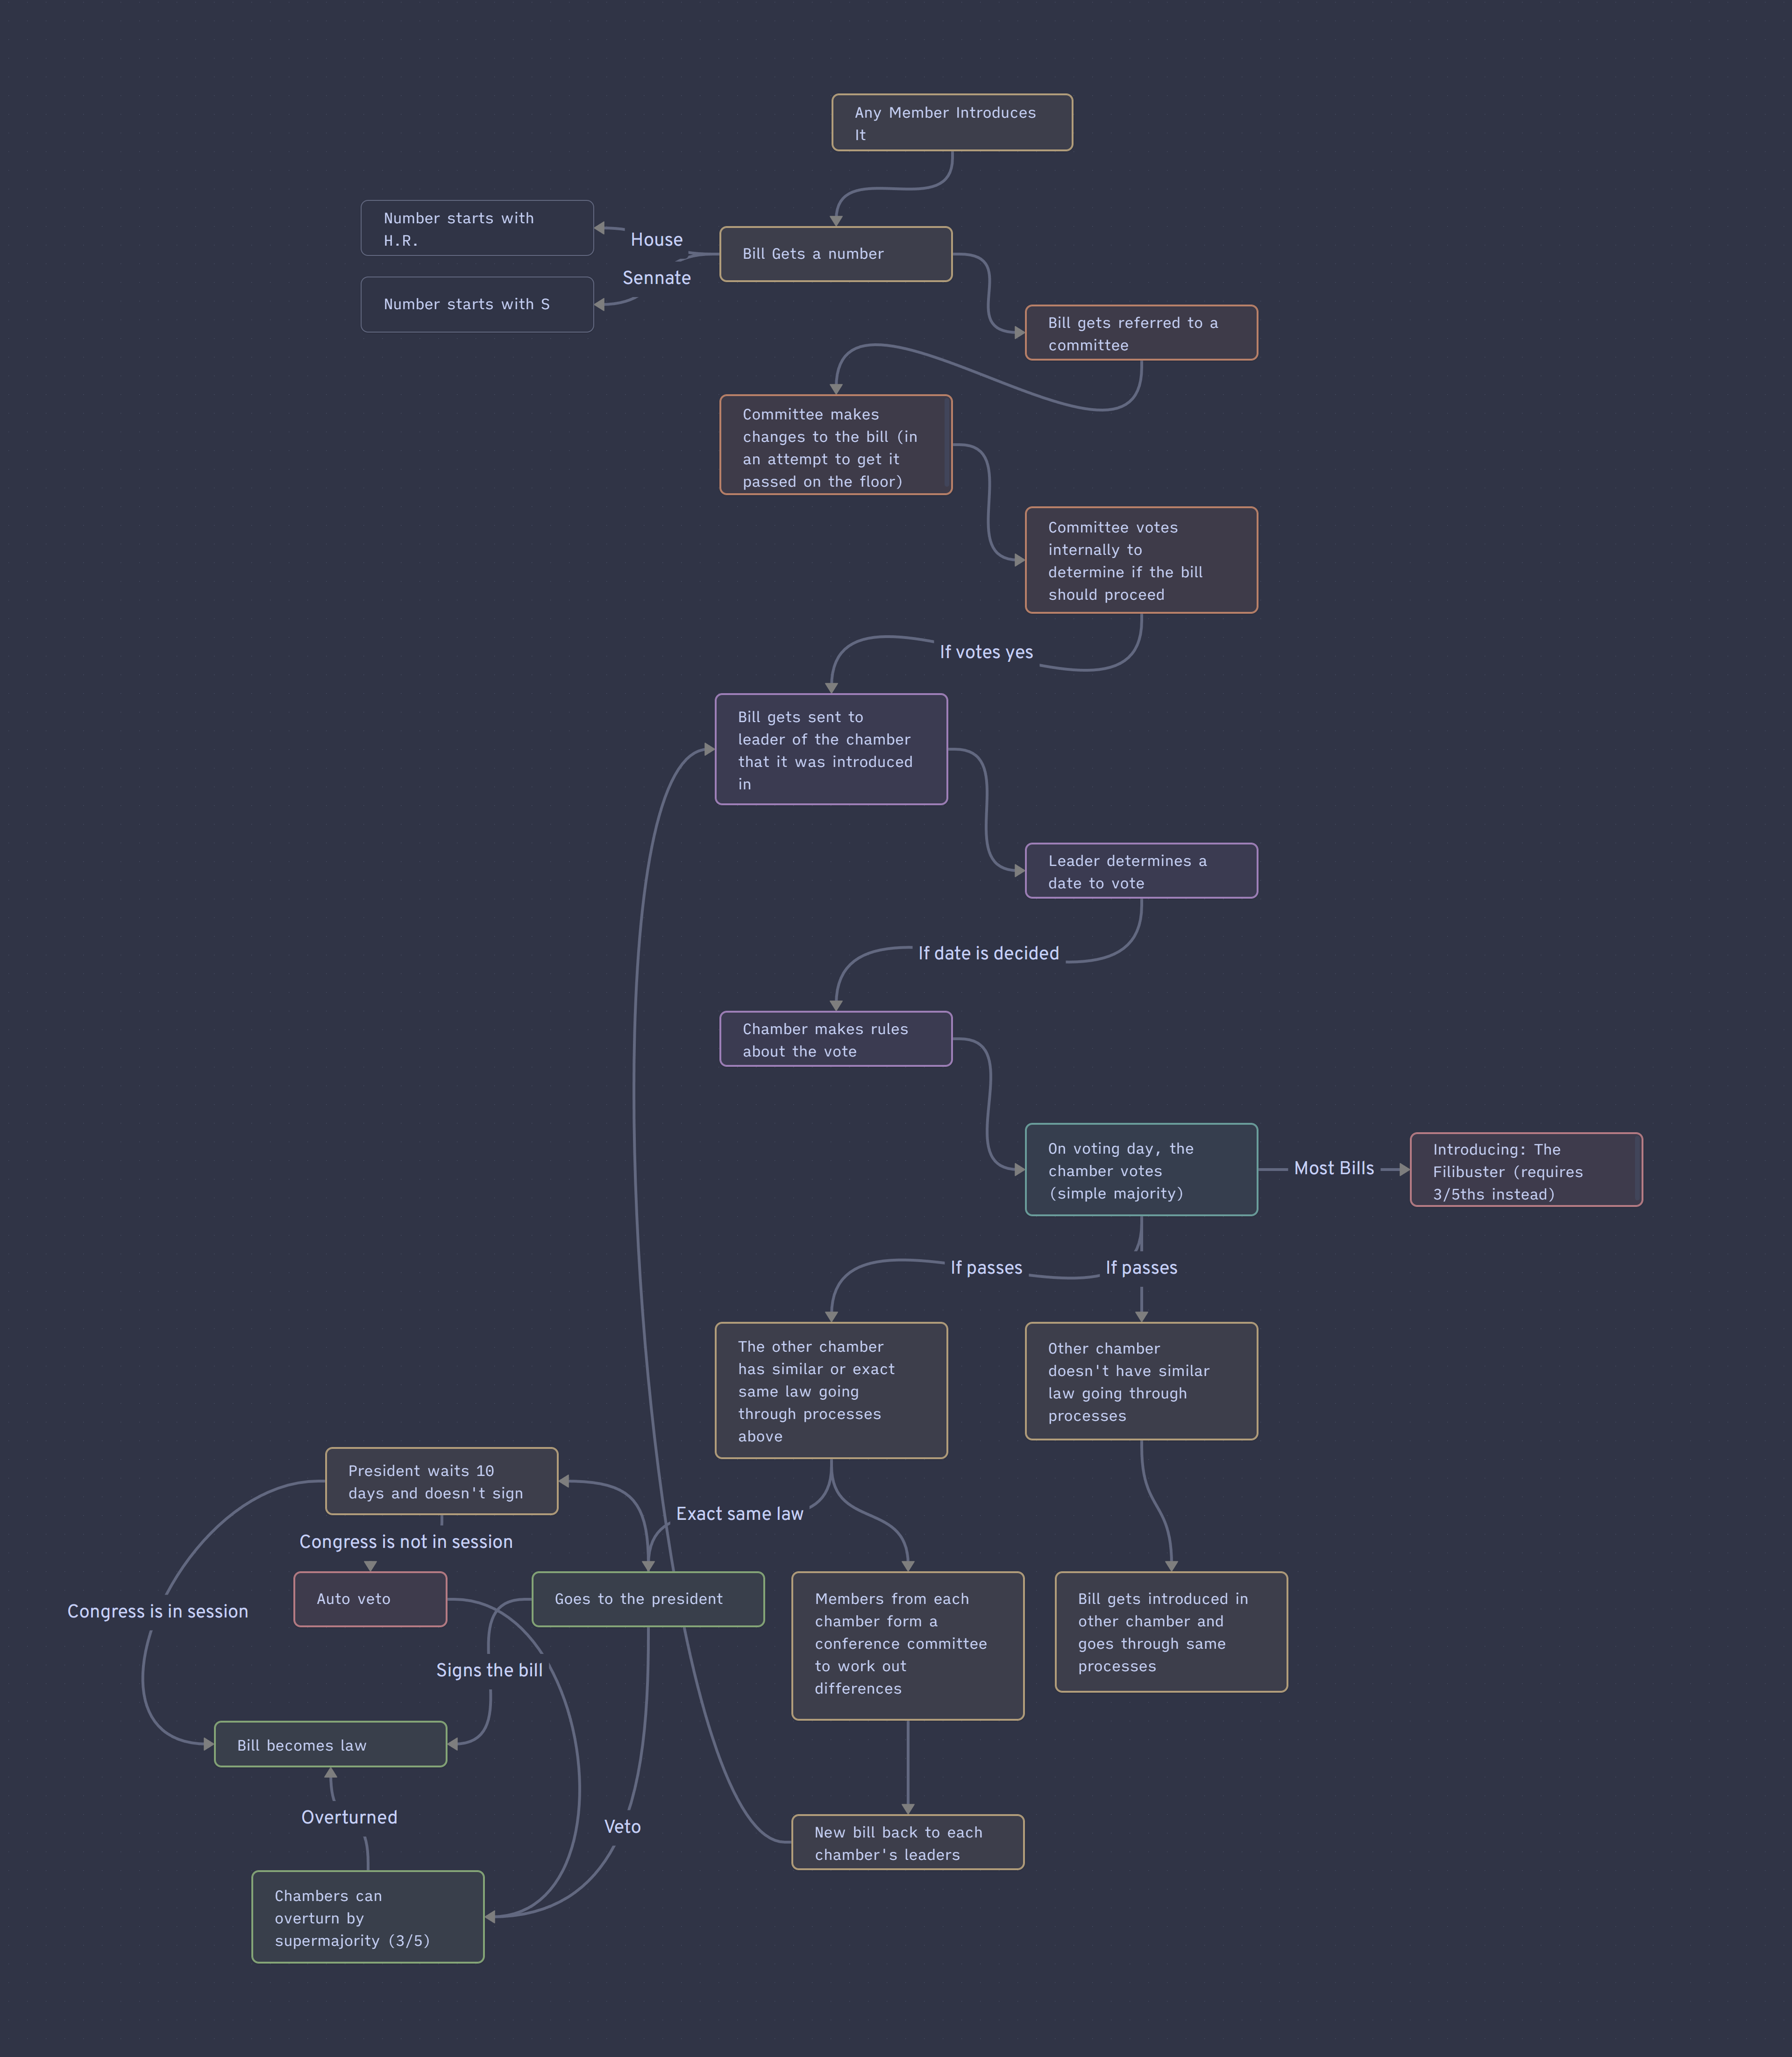 Any Member Introduces
It
Number starts with
H.R.
House
Bill Gets a number
Sennate
Number starts with S
Bill gets referred to a
committee
Committee makes
changes to the bill (in
an attempt to get it
passed on the floor)
Committee votes
internally to
determine if the bill
should proceed
If votes yes
Bill gets sent to
leader of the chamber
that it was introduced
in
Leader determines a
date to vote
If date is decided
Chamber makes rules
about the vote
On voting day, the
chamber votes
(simple majority)
Most Bills
Introducing: The
Filibuster (requires
3/5ths instead)
If passes
If passes
The other chamber
has similar or exact
same law going
through processes
above
Other chamber
doesn't have similar
law going through
processes
President waits 10
days and doesn't sign
Exact same law
Congress is not in session
Congress is in session
Auto veto
Goes to the president
Members from each
chamber form a
conference committee
to work out
differences
Bill gets introduced in
other chamber and
goes through same
processes
Signs the bill
Bill becomes law
Overturned
Veto
New bill back to each
chamber's leaders
Chambers can
overturn by
supermajority (3/5)